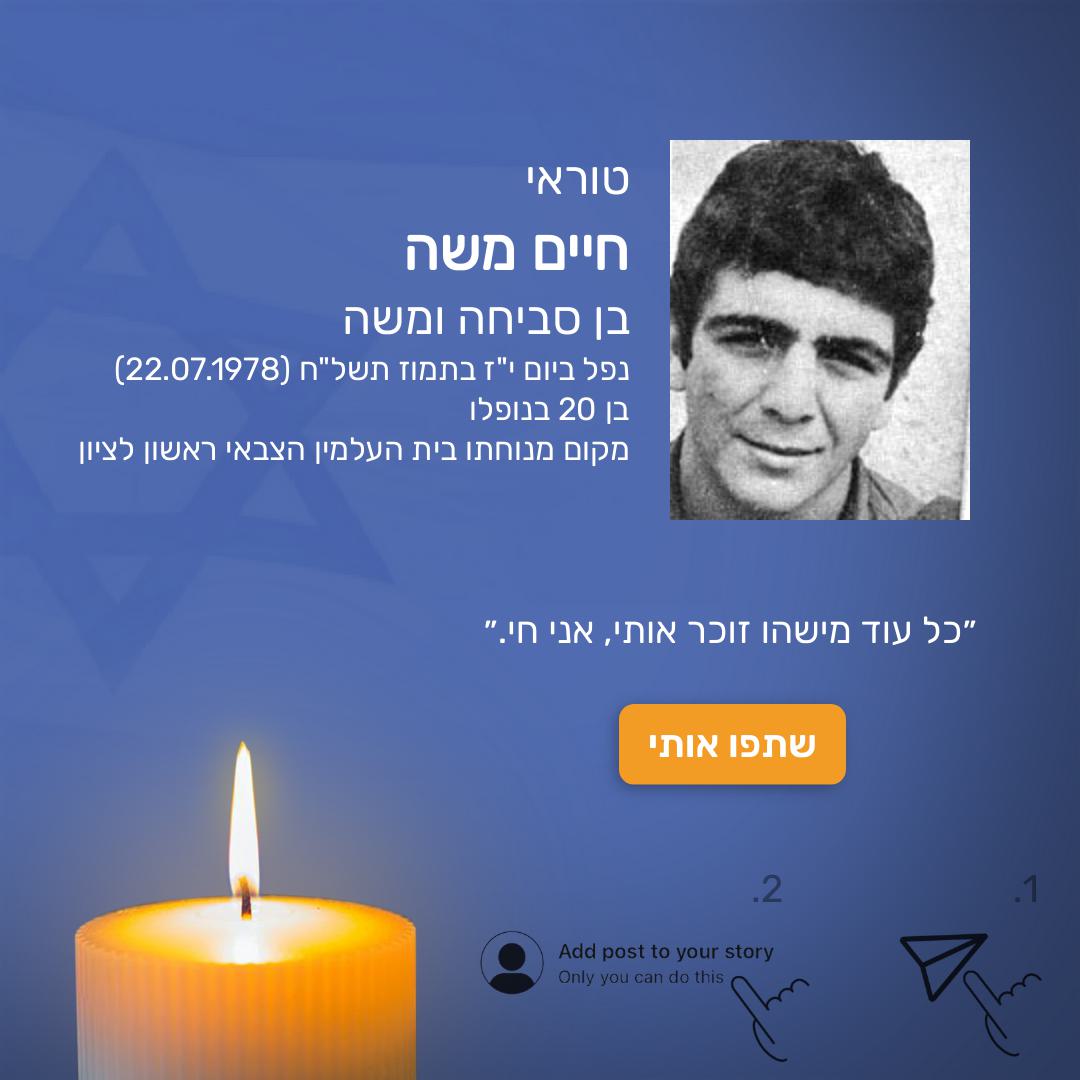 טוראי
חיים משה
בן סביחה ומשה
נפל ביום י"ז בתמוז תשל"ח (22.07.1978)
בן 20 בנופלו
מקום מנוחתו בית העלמין הצבאי ראשון לציון
״כל עוד מישהו זוכר אותי, אני חי.״
שתפו אותי
.1
.2
Add post to your story
Only you can do this